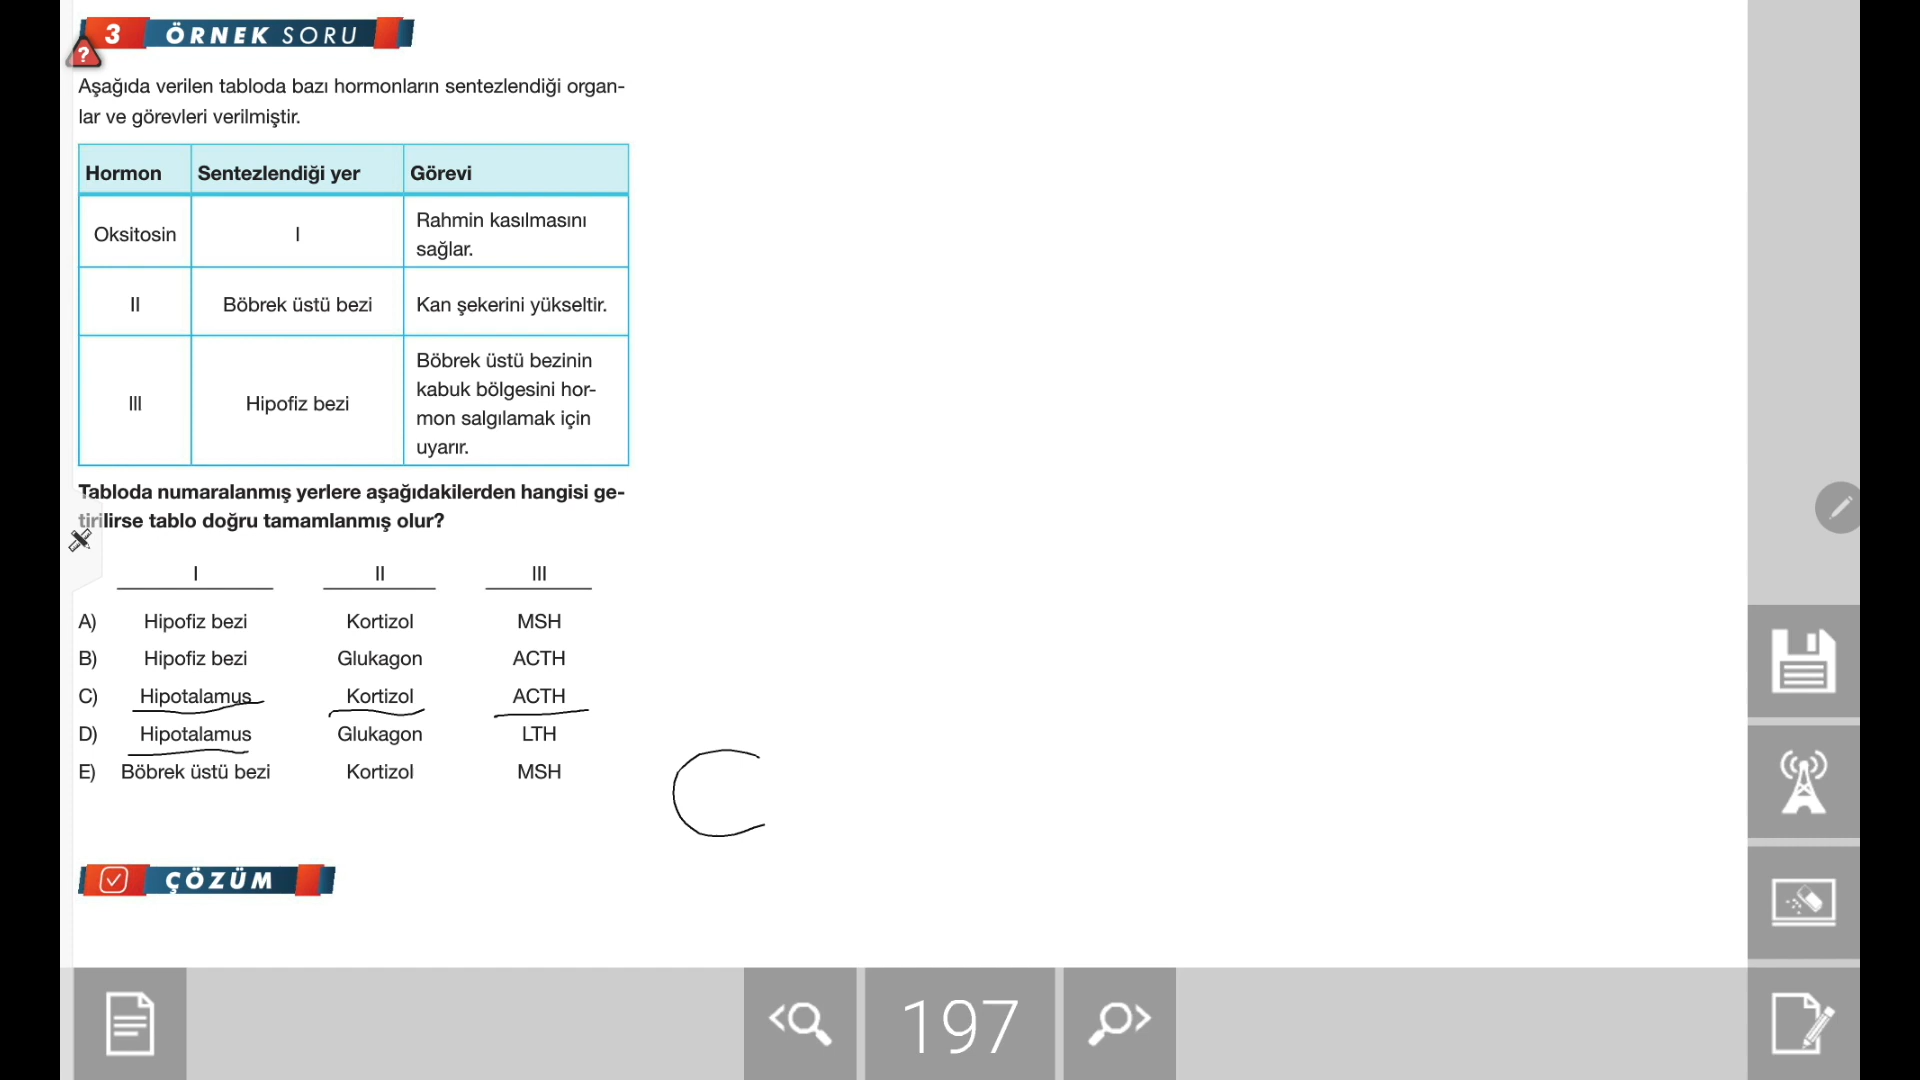 3 ÖRNEK SORU
?
Aşağıda verilen tabloda bazı hormonların sentezlendiği organ-
lar ve görevleri verilmiştir.
Hormon Sentezlendiği yer Görevi
Oksitosin I Rahmin kasılmasını
sağlar.
II Böbrek üstü bezi Kan şekerini yükseltir.
III Hipofiz bezi Böbrek üstü bezinin
kabuk bölgesini hor-
mon salgılamak için
uyarır.
Tabloda numaralanmış yerlere aşağıdakilerden hangisi ge-
tirilirse tablo doğru tamamlanmış olur?
I II III
A) Hipofiz bezi Kortizol MSH
B) Hipofiz bezi Glukagon ACTH
C) Hipotalamus Kortizol ACTH
D) Hipotalamus Glukagon LTH
E) Böbrek üstü bezi Kortizol MSH
C
ÇÖZÜM
197